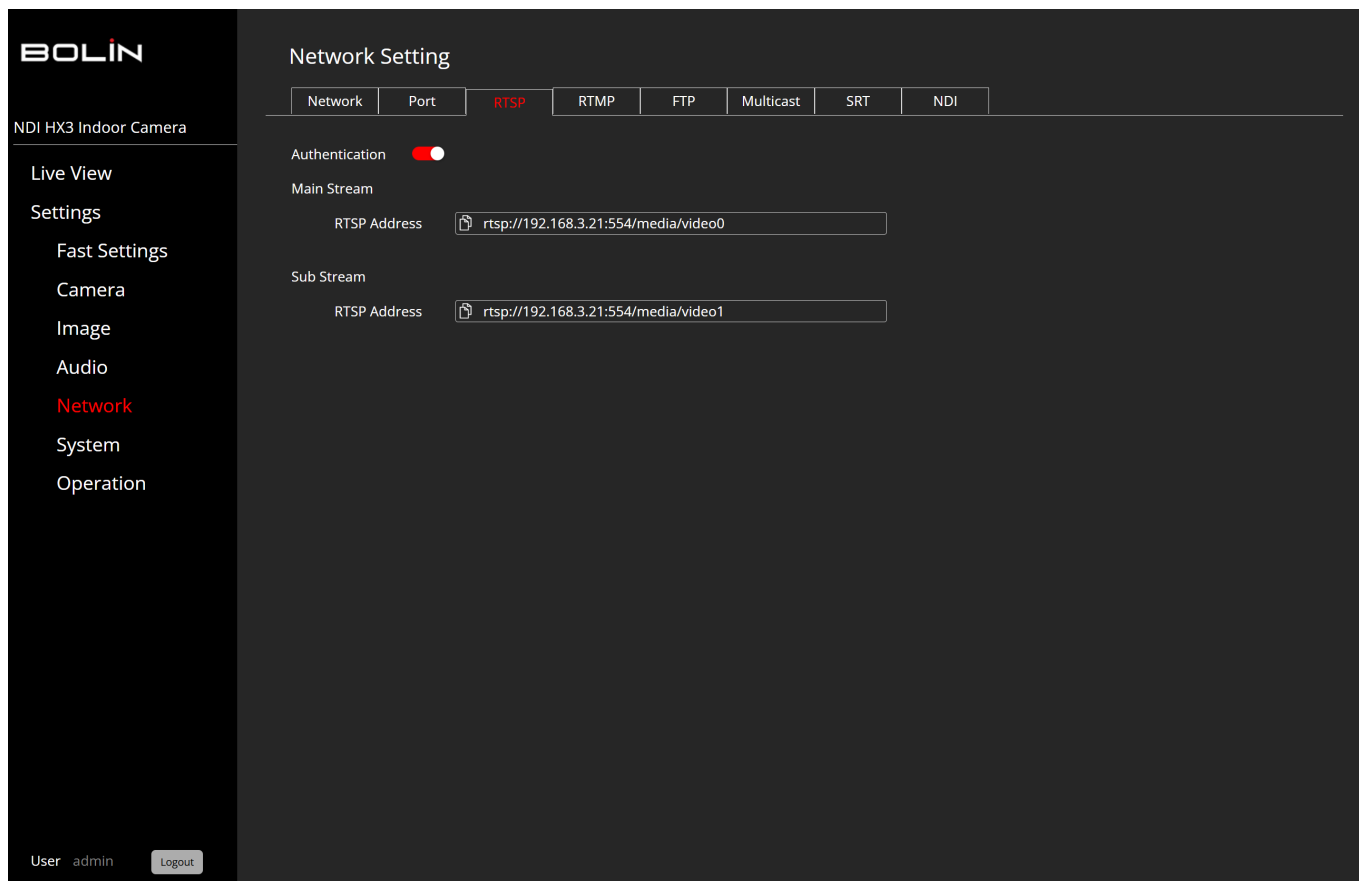 BOLIN
NDI HX3 Indoor Camera
Live View
Settings
Fast Settings
Camera
Image
Audio
Network
System
Operation
User admin Logout
Network Setting
Network Port RTSP RTMP FTP Multicast SRT NDI
Authentication
Main Stream
RTSP Address rtsp://192.168.3.21:554/media/video0
Sub Stream
RTSP Address rtsp://192.168.3.21:554/media/video1